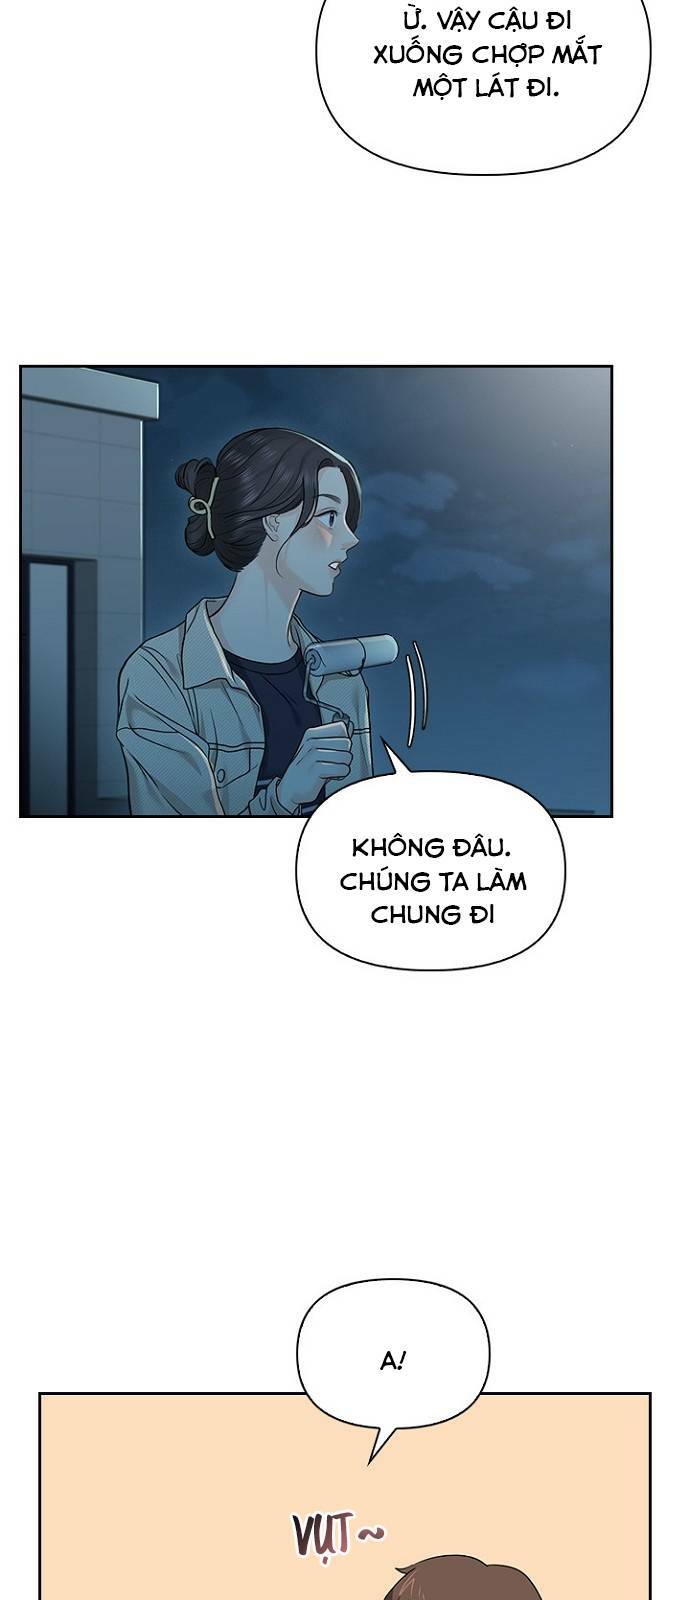 Ừ. VẬY CẬU ĐI
XUỐNG CHỢP MẮT
MỘT LÁT ĐI.
KHÔNG ĐÂU.
CHÚNG TA LÀM
CHUNG ĐI
A!
VỤT~